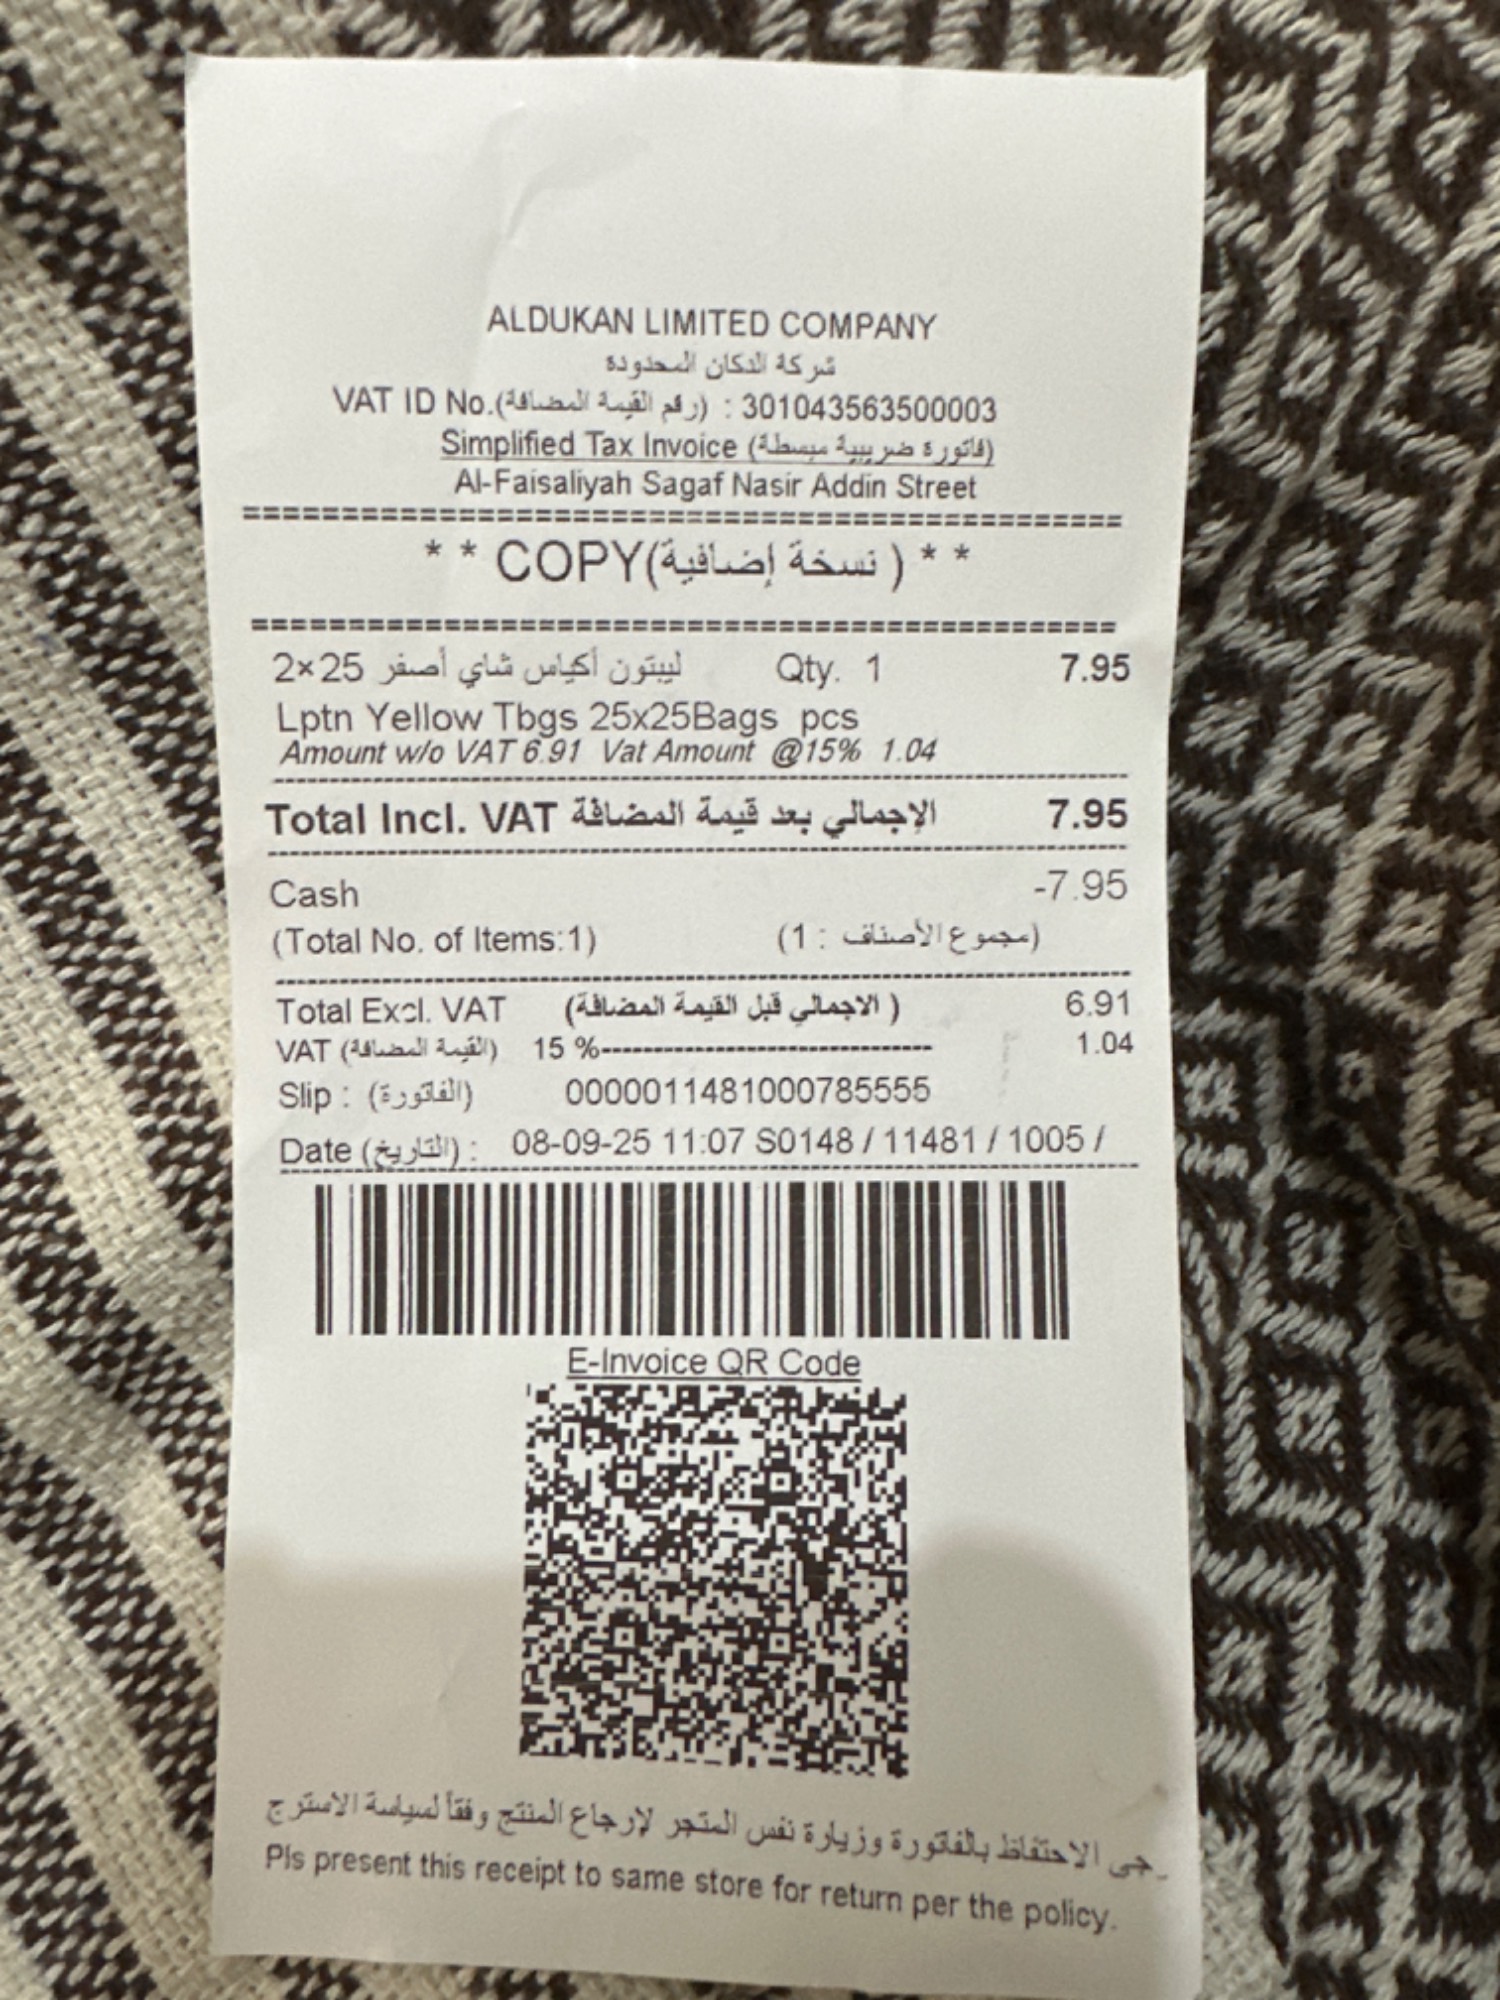 ALDUKAN LIMITED COMPANY
شركة الدكان المحدودة
VAT ID No.(رقم القيمة المضافة) : 301043563500003
Simplified Tax Invoice (فاتورة ضريبية مبسطة)
Al-Faisaliyah Sagaf Nasir Addin Street
================================================
* * COPY(نسخة إضافية ) * *
================================================
ليبتون أكياس شاي أصفر 25×2 Qty. 1 7.95
Lptn Yellow Tbgs 25x25Bags pcs
Amount w/o VAT 6.91 Vat Amount @15% 1.04
Total Incl. VAT الإجمالي بعد قيمة المضافة 7.95
Cash -7.95
(Total No. of Items:1) (مجموع الأصناف : 1)
Total Excl. VAT (الاجمالي قبل القيمة المضافة ) 6.91
VAT (القيمة المضافة) 15 %------------------------------ 1.04
Slip : (الفاتورة) 0000011481000785555
Date (التاريخ) : 08-09-25 11:07 S0148 / 11481 / 1005 /
E-Invoice QR Code
الاحتفاظ بالفاتورة وزيارة نفس المتجر لإرجاع المنتج وفقاً لسياسة
Pls present this receipt to same store for return per the policy.